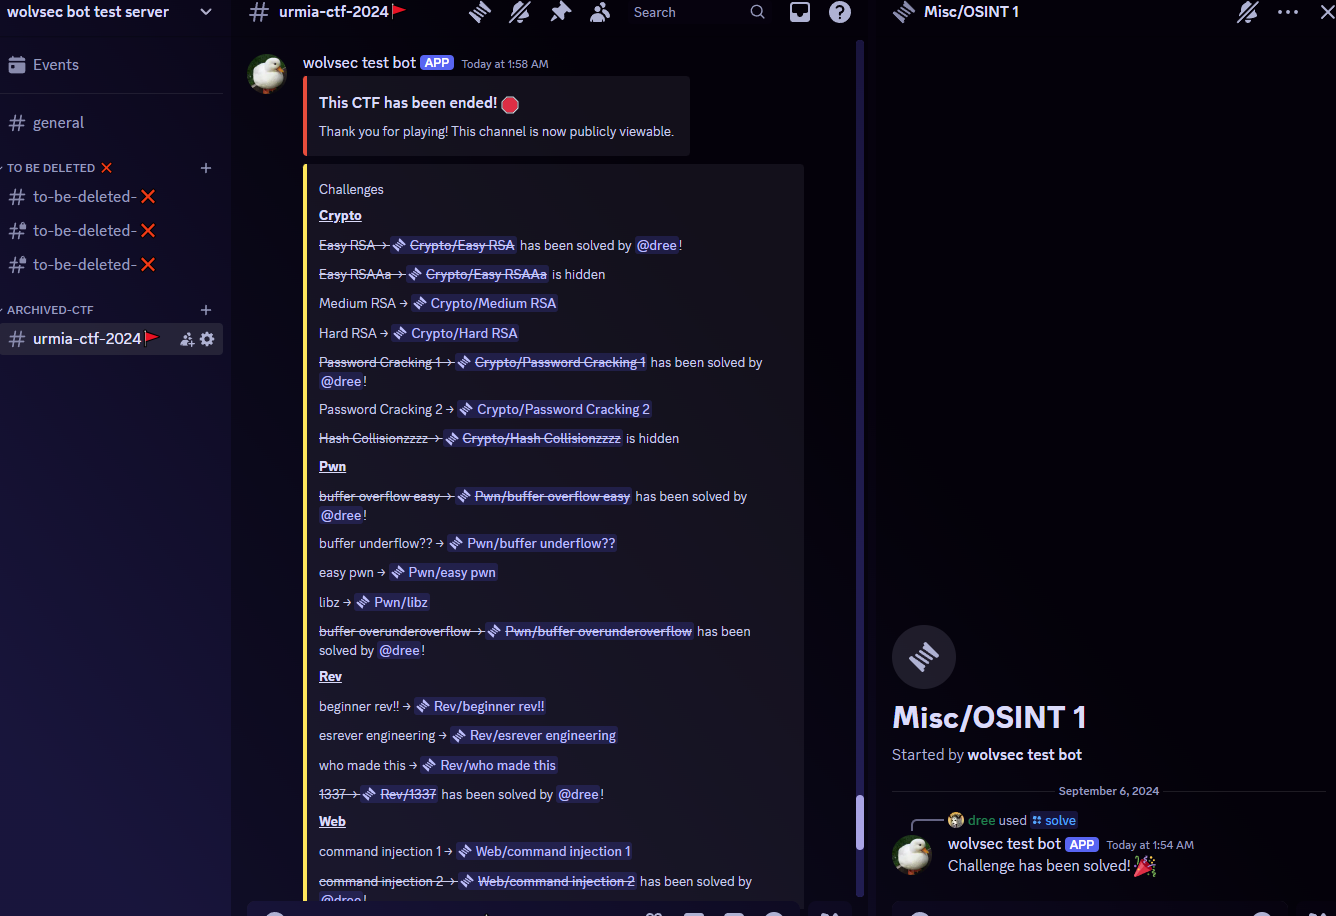 wolvsec bot test server
Events
general
TO BE DELETED ❌
to-be-deleted-❌
to-be-deleted-❌
to-be-deleted-❌
ARCHIVED-CTF
urmia-ctf-2024🚩
urmia-ctf-2024🚩
Search
wolvsec test bot APP Today at 1:58 AM
This CTF has been ended! 🛑
Thank you for playing! This channel is now publicly viewable.
Challenges
Crypto
Easy RSA → Crypto/Easy RSA has been solved by @dree!
Easy RSAAa → Crypto/Easy RSAAa is hidden
Medium RSA → Crypto/Medium RSA
Hard RSA → Crypto/Hard RSA
Password Cracking 1 → Crypto/Password Cracking 1 has been solved by
@dree!
Password Cracking 2 → Crypto/Password Cracking 2
Hash Collisionzzzz → Crypto/Hash Collisionzzzz is hidden
Pwn
buffer overflow easy → Pwn/buffer overflow easy has been solved by
@dree!
buffer underflow?? → Pwn/buffer underflow??
easy pwn → Pwn/easy pwn
libz → Pwn/libz
buffer overunderoverflow → Pwn/buffer overunderoverflow has been
solved by @dree!
Rev
beginner rev!! → Rev/beginner rev!!
esrever engineering → Rev/esrever engineering
who made this → Rev/who made this
1337 → Rev/1337 has been solved by @dree!
Web
command injection 1 → Web/command injection 1
command injection 2 → Web/command injection 2 has been solved by
@dree!
Misc/OSINT 1
Misc/OSINT 1
Started by wolvsec test bot
September 6, 2024
dree used solve
wolvsec test bot APP Today at 1:54 AM
Challenge has been solved! 🎉